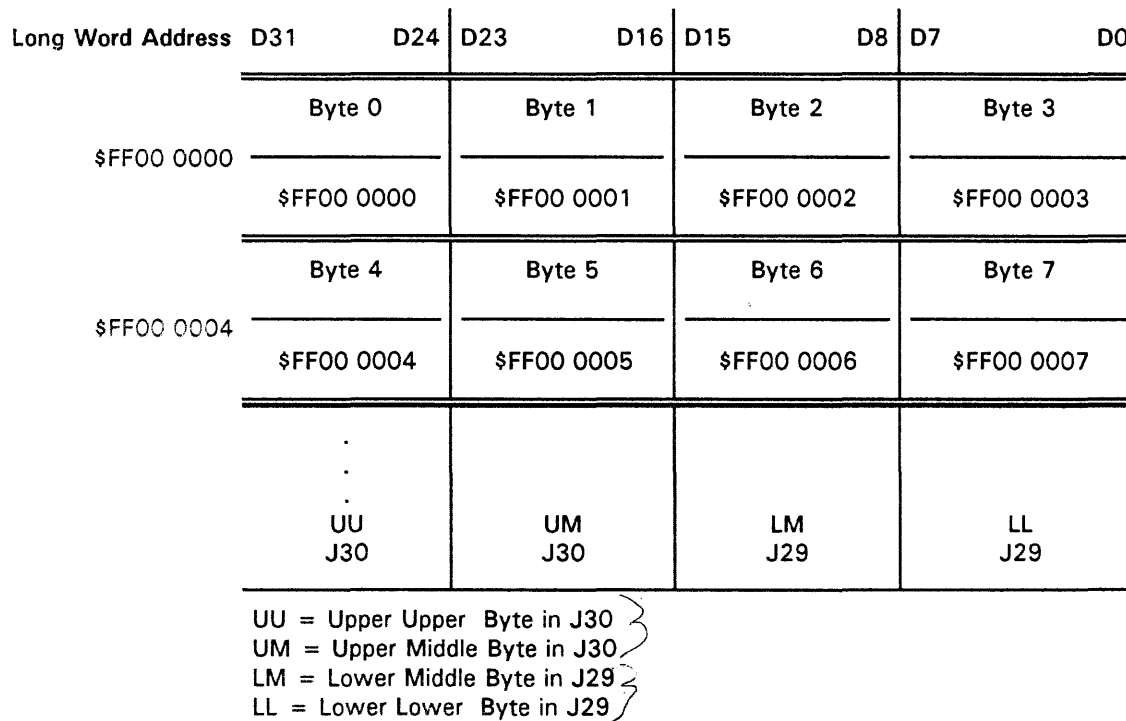 Long Word Address D31 D24 D23 D16 D15 D8 D7 D0
Byte 0 Byte 1 Byte 2 Byte 3
$FF00 0000
$FF00 0000 $FF00 0001 $FF00 0002 $FF00 0003
Byte 4 Byte 5 Byte 6 Byte 7
$FF00 0004
$FF00 0004 $FF00 0005 $FF00 0006 $FF00 0007
.
.
.
UU UM LM LL
J30 J30 J29 J29
UU = Upper Upper Byte in J30
UM = Upper Middle Byte in J30
LM = Lower Middle Byte in J29
LL = Lower Lower Byte in J29